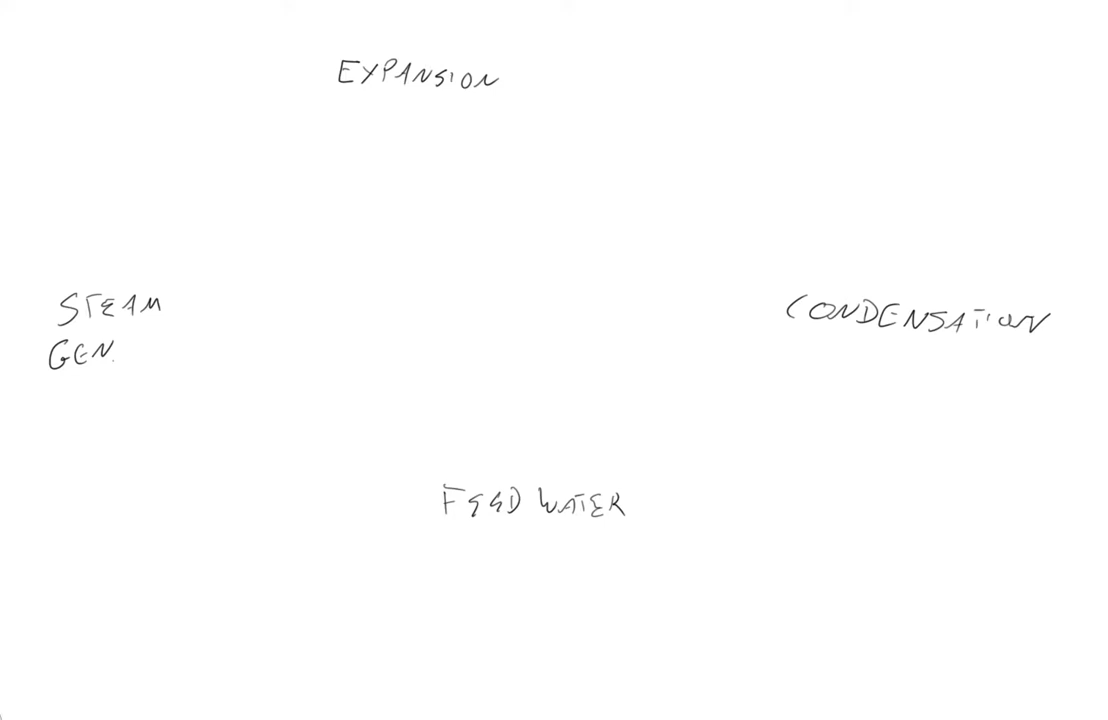 EXPANSION
STEAM
GEN.
CONDENSATION
FEED WATER